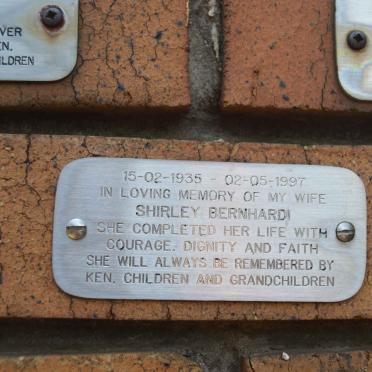 VER
EN,
ILDREN
15-02-1935 - 02-05-1997
IN LOVING MEMORY OF MY WIFE
SHIRLEY BERNHARDI
SHE COMPLETED HER LIFE WITH
COURAGE, DIGNITY AND FAITH
SHE WILL ALWAYS BE REMEMBERED BY
KEN, CHILDREN AND GRANDCHILDREN